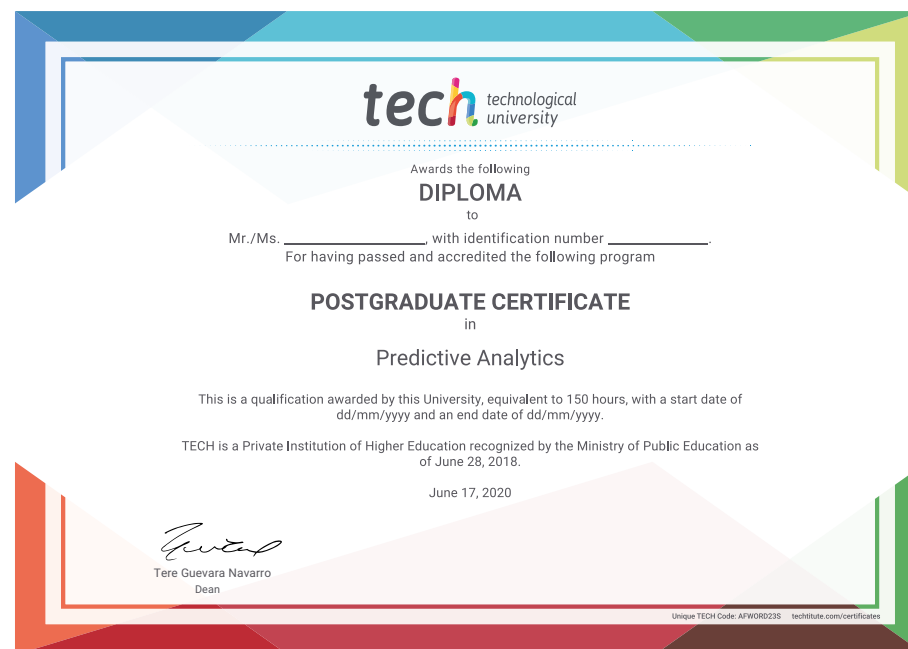 tech technological
university
Awards the following
DIPLOMA
to
Mr./Ms. ____________________, with identification number ______________.
For having passed and accredited the following program
POSTGRADUATE CERTIFICATE
in
Predictive Analytics
This is a qualification awarded by this University, equivalent to 150 hours, with a start date of
dd/mm/yyyy and an end date of dd/mm/yyyy.
TECH is a Private Institution of Higher Education recognized by the Ministry of Public Education as
of June 28, 2018.
June 17, 2020
Tere Guevara Navarro
Dean
Unique TECH Code: AFWORD23S techtitute.com/certificates